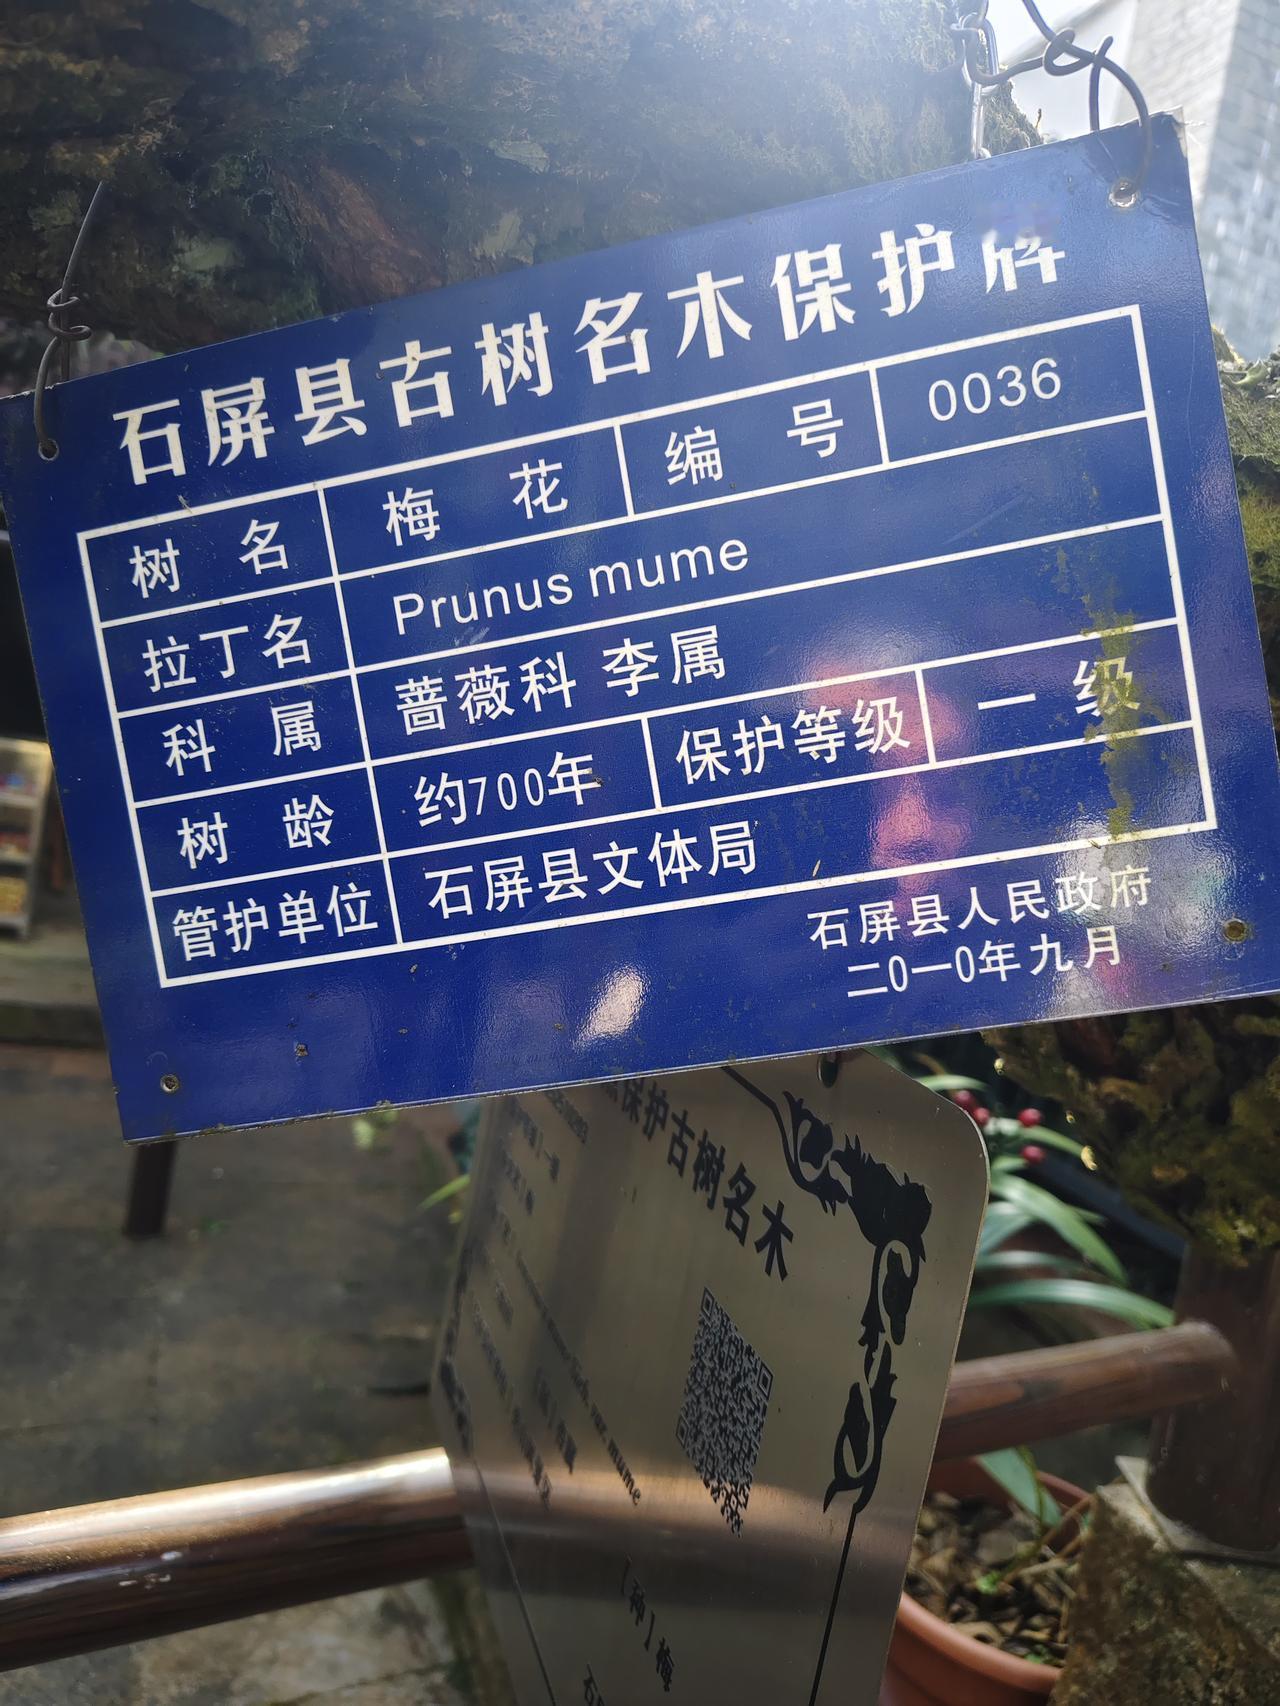 石屏县古树名木保护牌
树名 梅花 编号 0036
拉丁名 Prunus mume
科属 蔷薇科 李属
树龄 约700年 保护等级 一级
管护单位 石屏县文体局
石屏县人民政府
二0一0年九月
保护古树名木
mume